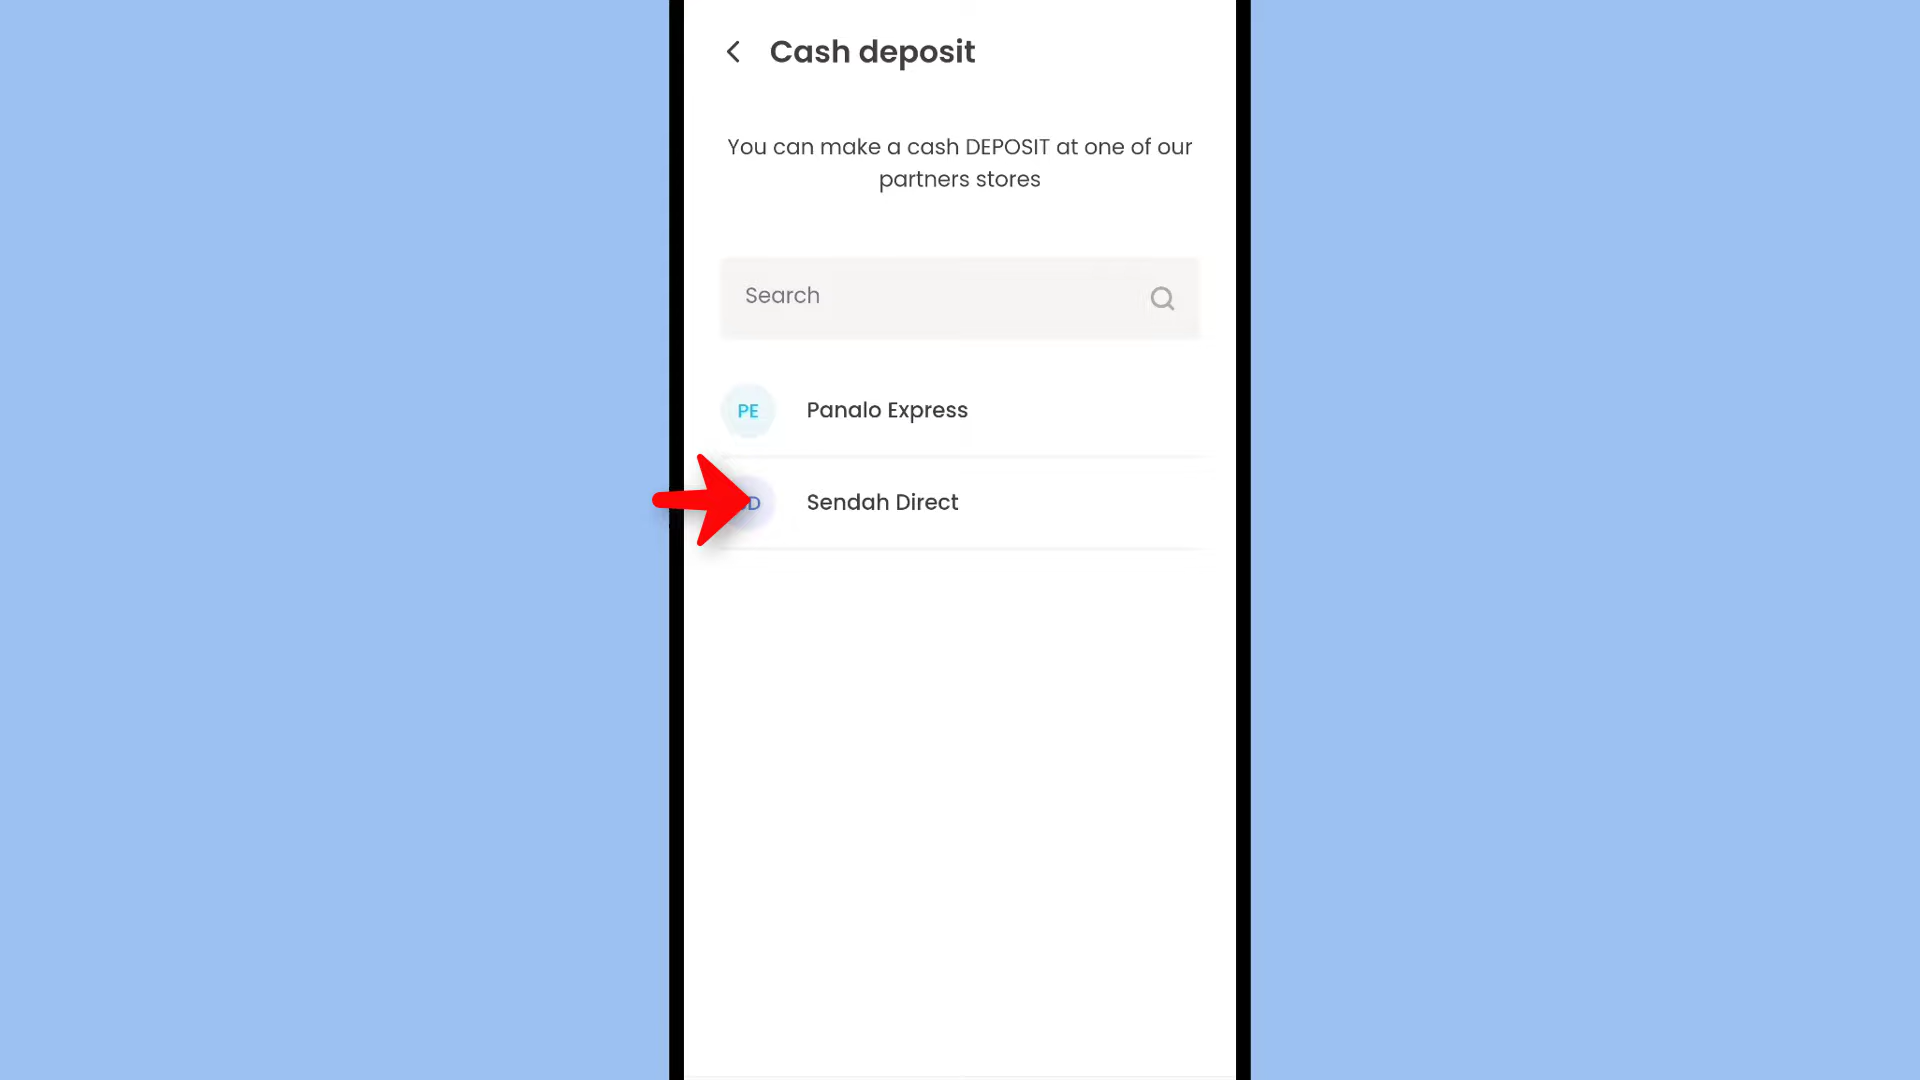 Cash deposit
You can make a cash DEPOSIT at one of our
partners stores
Search
PE
Panalo Express
D
Sendah Direct